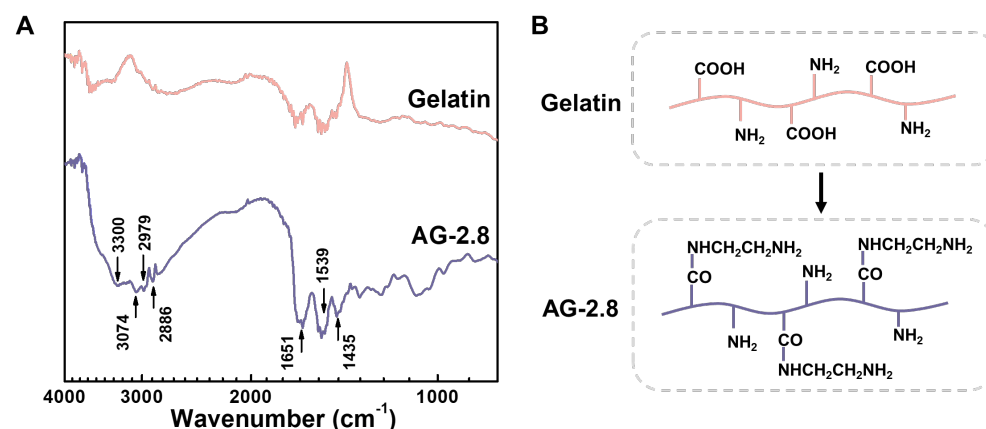 A
Gelatin
AG-2.8
3300
2979
3074
2886
1539
1651
1435
4000
3000
2000
1000
Wavenumber (cm⁻¹)
B
Gelatin
COOH
NH₂
COOH
NH₂
COOH
NH₂
AG-2.8
NHCH₂CH₂NH₂
CO
NH₂
NHCH₂CH₂NH₂
CO
NH₂
CO
NHCH₂CH₂NH₂
NH₂